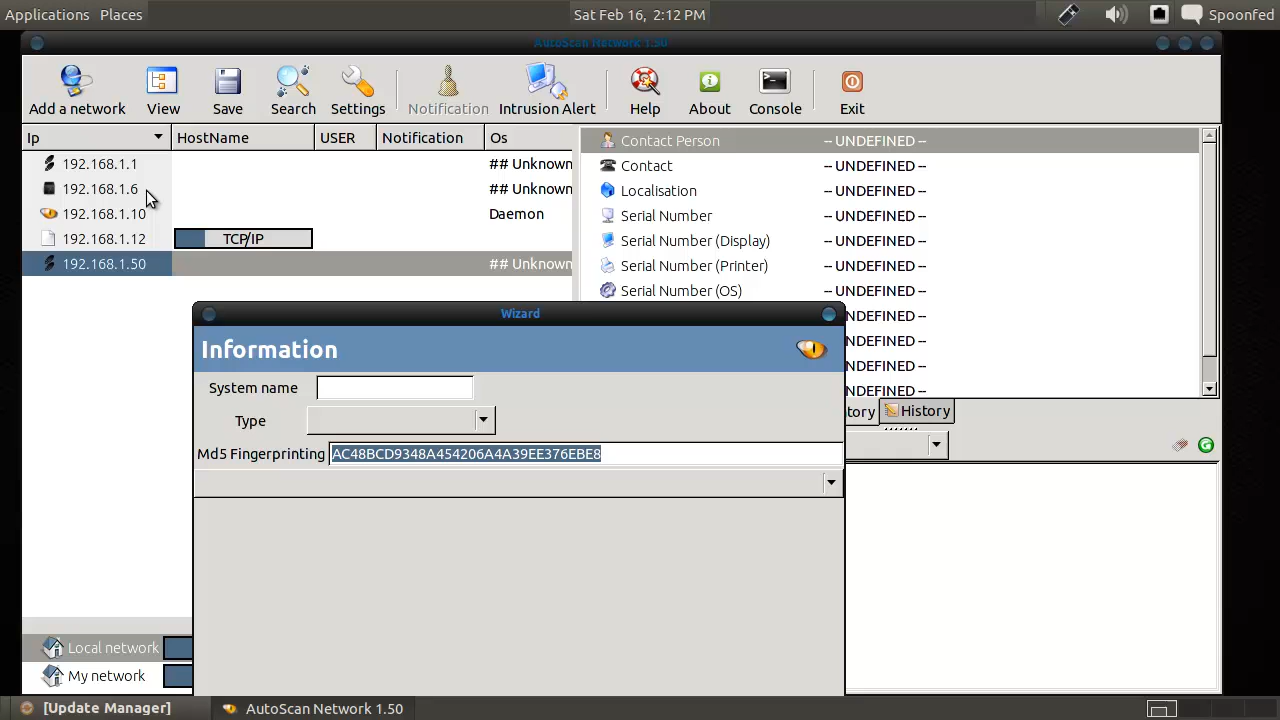 Applications Places Sat Feb 16, 2:12 PM Spoonfed
AutoScan Network 1.50
Add a network View Save Search Settings Notification Intrusion Alert Help About Console Exit
Ip HostName USER Notification Os
192.168.1.1 ## Unknown
192.168.1.6 ## Unknown
192.168.1.10 Daemon
192.168.1.12 TCP/IP
192.168.1.50 ## Unknown
Contact Person -- UNDEFINED --
Contact -- UNDEFINED --
Localisation -- UNDEFINED --
Serial Number -- UNDEFINED --
Serial Number (Display) -- UNDEFINED --
Serial Number (Printer) -- UNDEFINED --
Serial Number (OS) -- UNDEFINED --
UNDEFINED --
UNDEFINED --
UNDEFINED --
UNDEFINED --
tory History
Wizard
Information
System name
Type
Md5 Fingerprinting AC48BCD9348A454206A4A39EE376EBE8
Local network
My network
[Update Manager] AutoScan Network 1.50